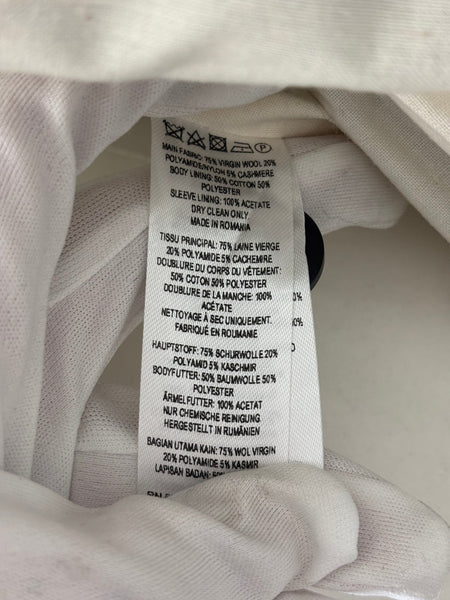 P
MAIN FABRIC: 75% VIRGIN WOOL 20%
POLYAMIDE/NYLON 5% CASHMERE
BODY LINING: 50% COTTON 50%
POLYESTER
SLEEVE LINING: 100% ACETATE
DRY CLEAN ONLY
MADE IN ROMANIA
TISSU PRINCIPAL: 75% LAINE VIERGE
20% POLYAMIDE 5% CACHEMIRE
DOUBLURE DU CORPS DU VÊTEMENT:
50% COTON 50% POLYESTER
DOUBLURE DE LA MANCHE: 100%
ACÉTATE
NETTOYAGE À SEC UNIQUEMENT.
FABRIQUÉ EN ROUMANIE
HAUPTSTOFF: 75% SCHURWOLLE 20%
POLYAMID 5% KASCHMIR
BODYFUTTER: 50% BAUMWOLLE 50%
POLYESTER
ÄRMELFUTTER: 100% ACETAT
NUR CHEMISCHE REINIGUNG
HERGESTELLT IN RUMÄNIEN
BAGIAN UTAMA KAIN: 75% WOL VIRGIN
20% POLYAMIDE 5% KASMIR
LAPISAN BADAN: